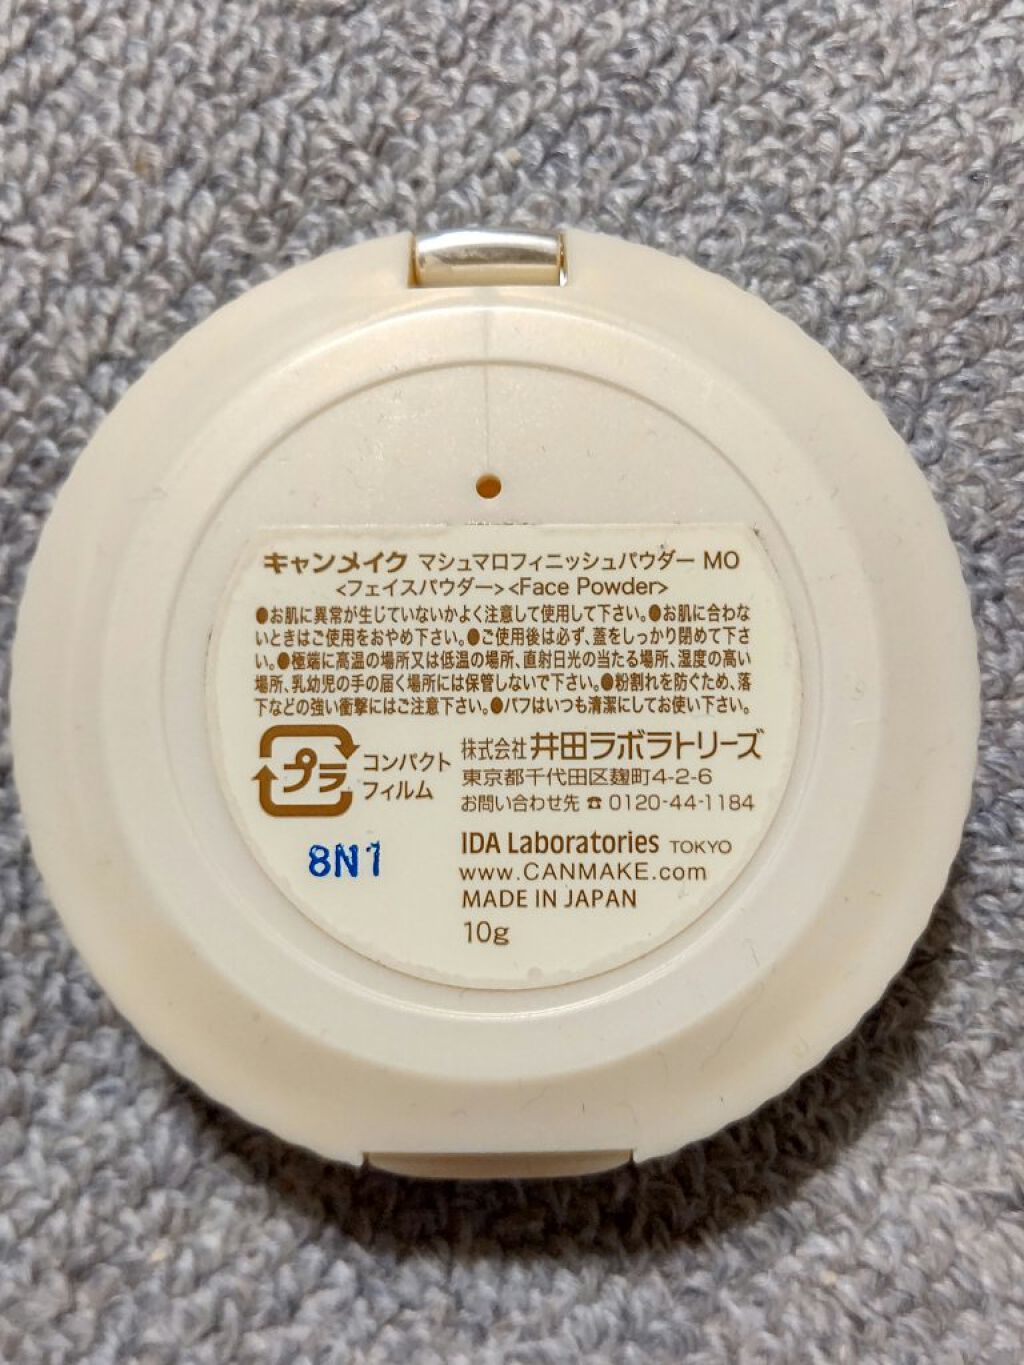 キャンメイク マシュマロフィニッシュパウダー MO
<フェイスパウダー><Face Powder>
●お肌に異常が生じていないかよく注意して使用して下さい。●お肌に合わな
いときはご使用をおやめ下さい。●ご使用後は必ず、蓋をしっかり閉めて下さ
い。●極端に高温の場所又は低温の場所、直射日光の当たる場所、湿度の高い
場所、乳幼児の手の届く場所には保管しないで下さい。●粉割れを防ぐため、落
下などの強い衝撃にはご注意下さい。●パフはいつも清潔にしてお使い下さい。
プラ
コンパクト
フィルム
8N1
株式会社 井田ラボラトリーズ
東京都千代田区麹町4-2-6
お問い合わせ先 ☎ 0120-44-1184
IDA Laboratories TOKYO
www.CANMAKE.com
MADE IN JAPAN
10g